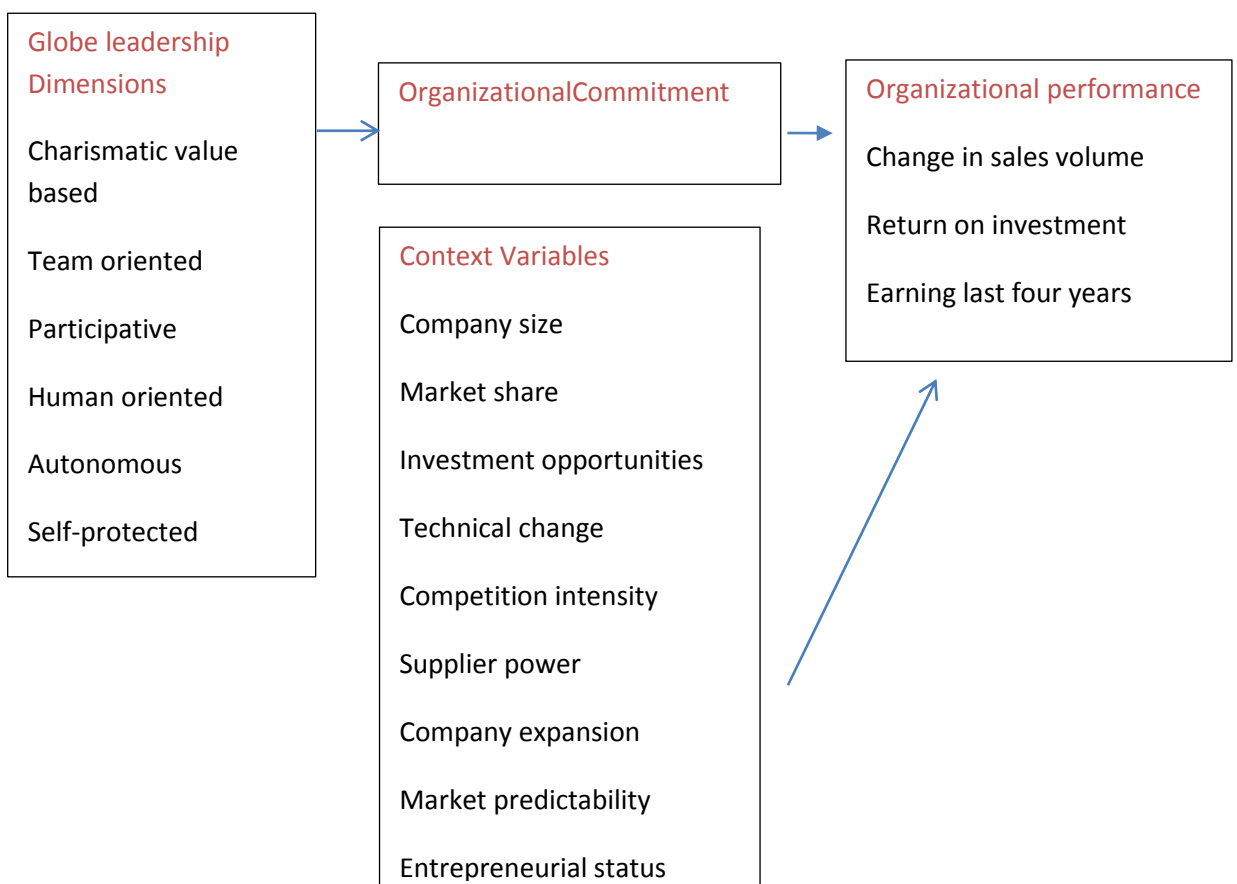 Globe leadership
Dimensions
Charismatic value
based
Team oriented
Participative
Human oriented
Autonomous
Self-protected
OrganizationalCommitment
Context Variables
Company size
Market share
Investment opportunities
Technical change
Competition intensity
Supplier power
Company expansion
Market predictability
Entrepreneurial status
Organizational performance
Change in sales volume
Return on investment
Earning last four years